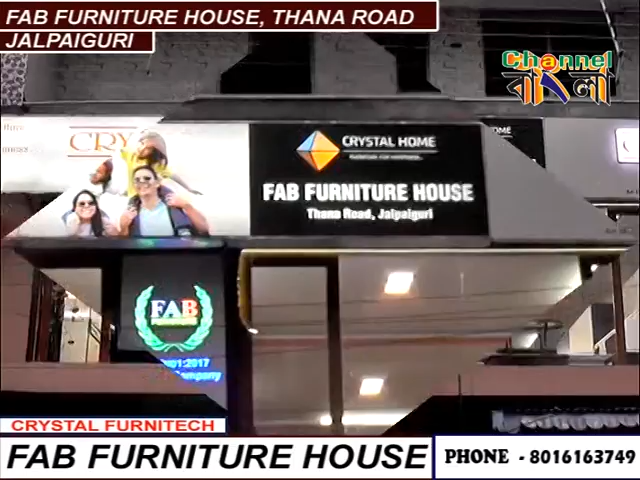 FAB FURNITURE HOUSE, THANA ROAD
JALPAIGURI
Channel
বাংলা
CRYSTAL HOME
FAB FURNITURE HOUSE
Thana Road, Jalpaiguri
FAB
:2017
CRYSTAL FURNITECH
FAB FURNITURE HOUSE
PHONE - 8016163749